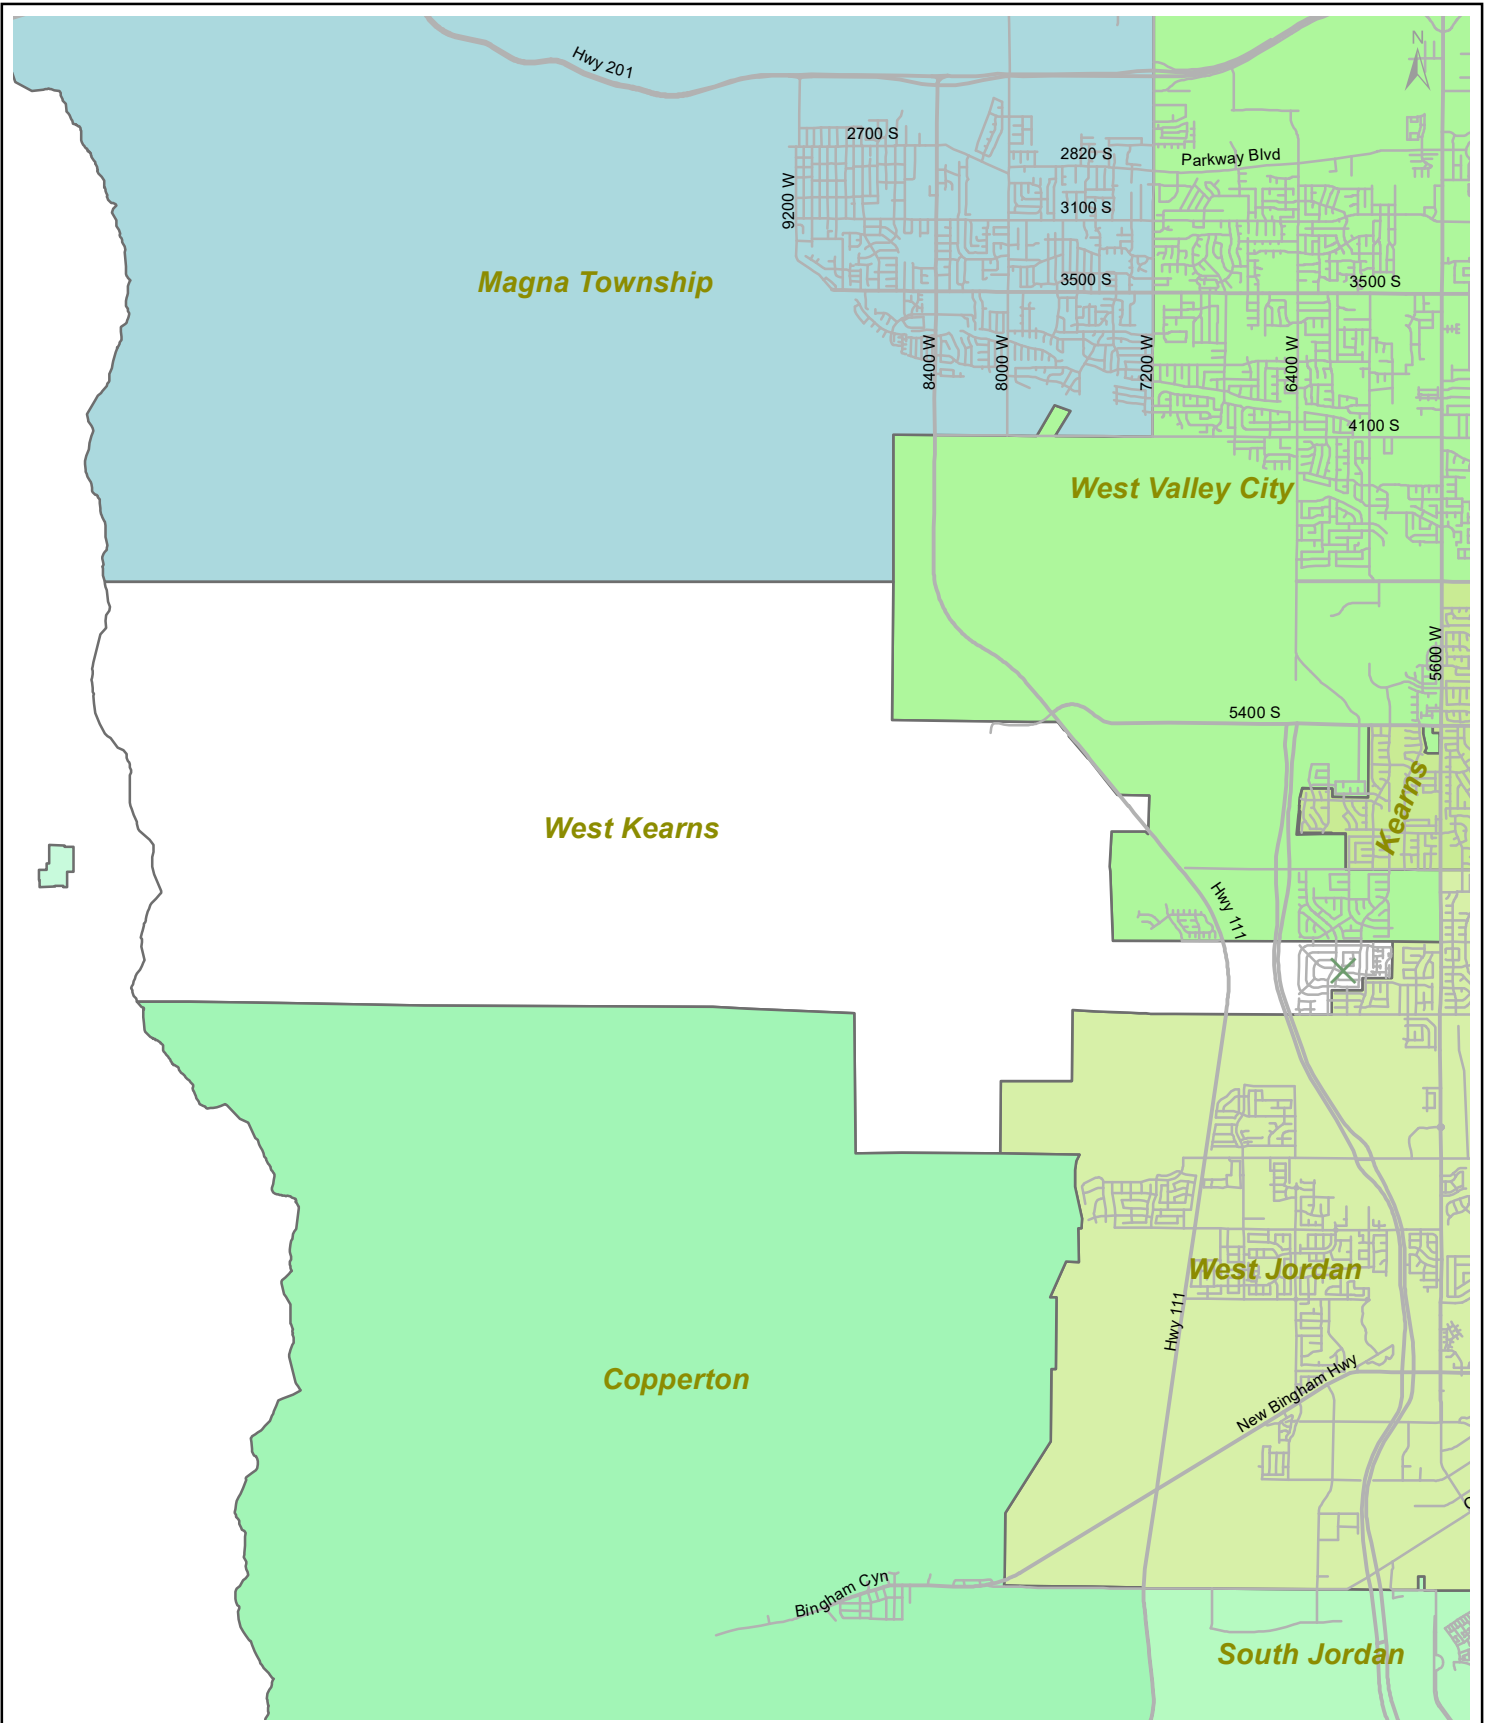 N
Hwy 201
2700 S
2820 S
Parkway Blvd
9200 W
3100 S
Magna Township
3500 S
3500 S
8400 W
8000 W
7200 W
6400 W
4100 S
West Valley City
5600 W
5400 S
West Kearns
Kearns
Hwy 111
West Jordan
Hwy 111
Copperton
New Bingham Hwy
Bingham Cyn
South Jordan